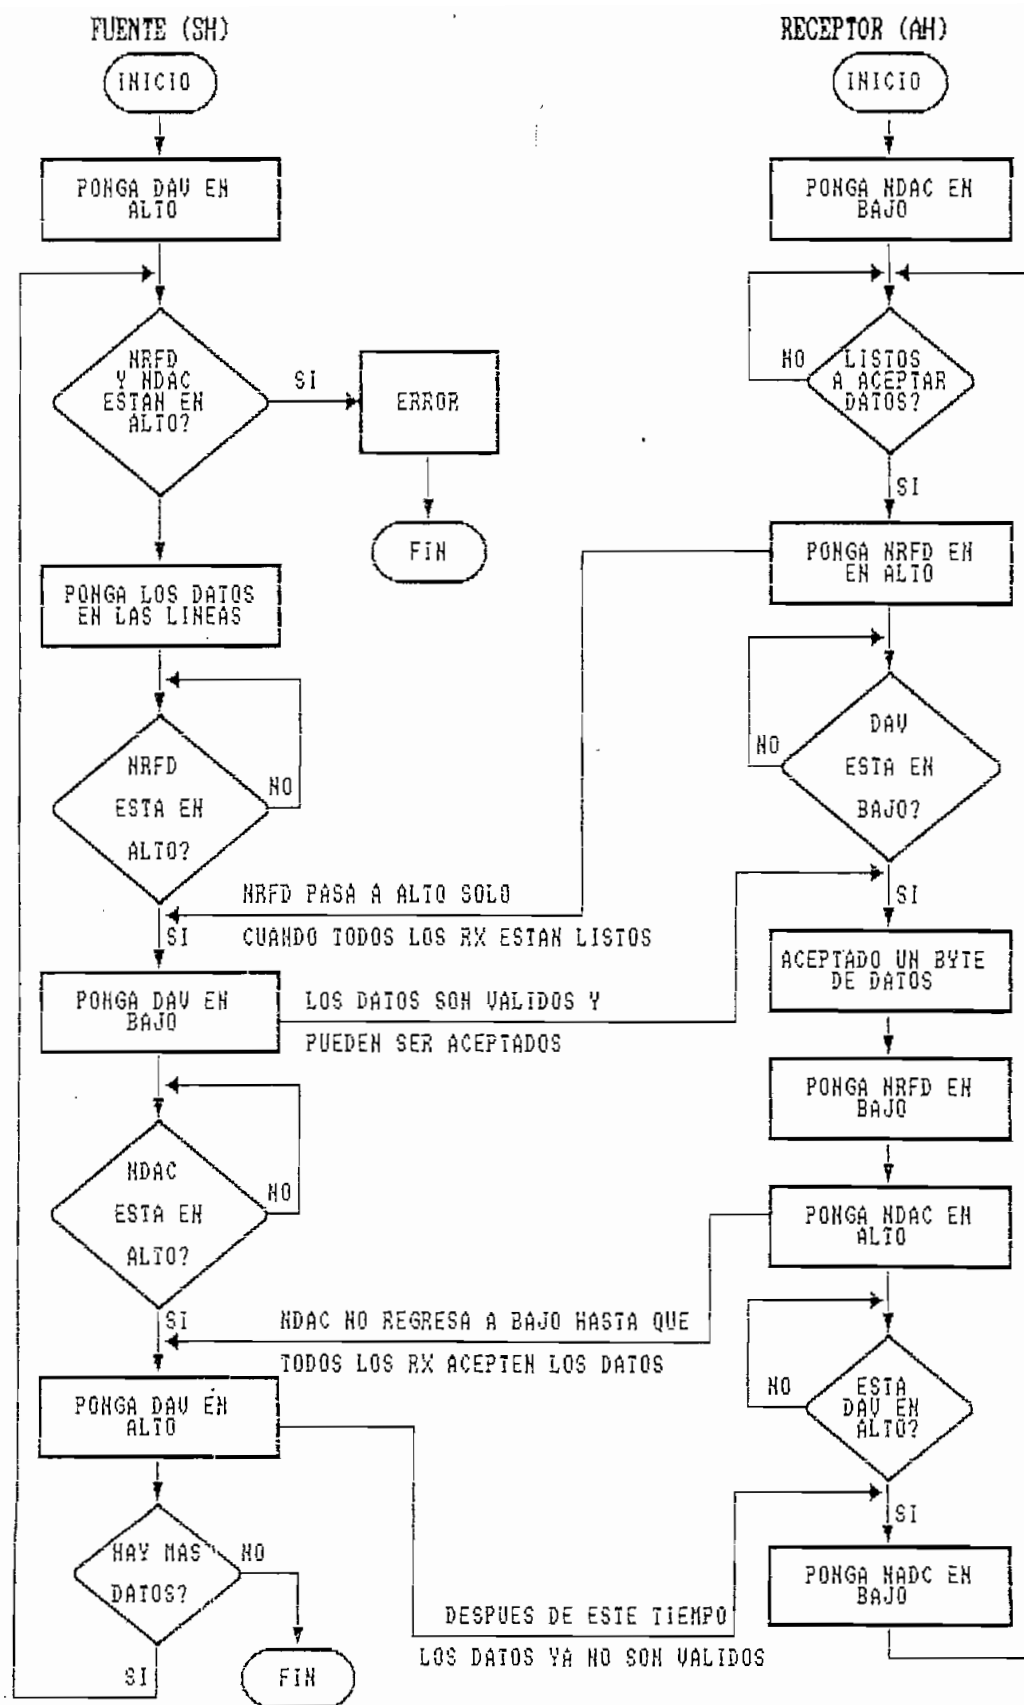 FUENTE (SH)
INICIO
PONGA DAV EN
ALTO
NRFD
Y NDAC
ESTAN EN
ALTO?
SI
ERROR
FIN
PONGA LOS DATOS
EN LAS LINEAS
NRFD
ESTA EN
ALTO?
NO
SI
NRFD PASA A ALTO SOLO
CUANDO TODOS LOS RX ESTAN LISTOS
PONGA DAV EN
BAJO
LOS DATOS SON VALIDOS Y
PUEDEN SER ACEPTADOS
NDAC
ESTA EN
ALTO?
NO
SI
NDAC NO REGRESA A BAJO HASTA QUE
TODOS LOS RX ACEPTEN LOS DATOS
PONGA DAV EN
ALTO
HAY MAS
DATOS?
NO
SI
FIN
DESPUES DE ESTE TIEMPO
LOS DATOS YA NO SON VALIDOS
RECEPTOR (AH)
INICIO
PONGA NDAC EN
BAJO
LISTOS
A ACEPTAR
DATOS?
NO
SI
PONGA NRFD EN
EN ALTO
DAV
ESTA EN
BAJO?
NO
SI
ACEPTADO UN BYTE
DE DATOS
PONGA NRFD EN
BAJO
PONGA NDAC EN
ALTO
ESTA
DAV EN
ALTO?
NO
SI
PONGA NADC EN
BAJO